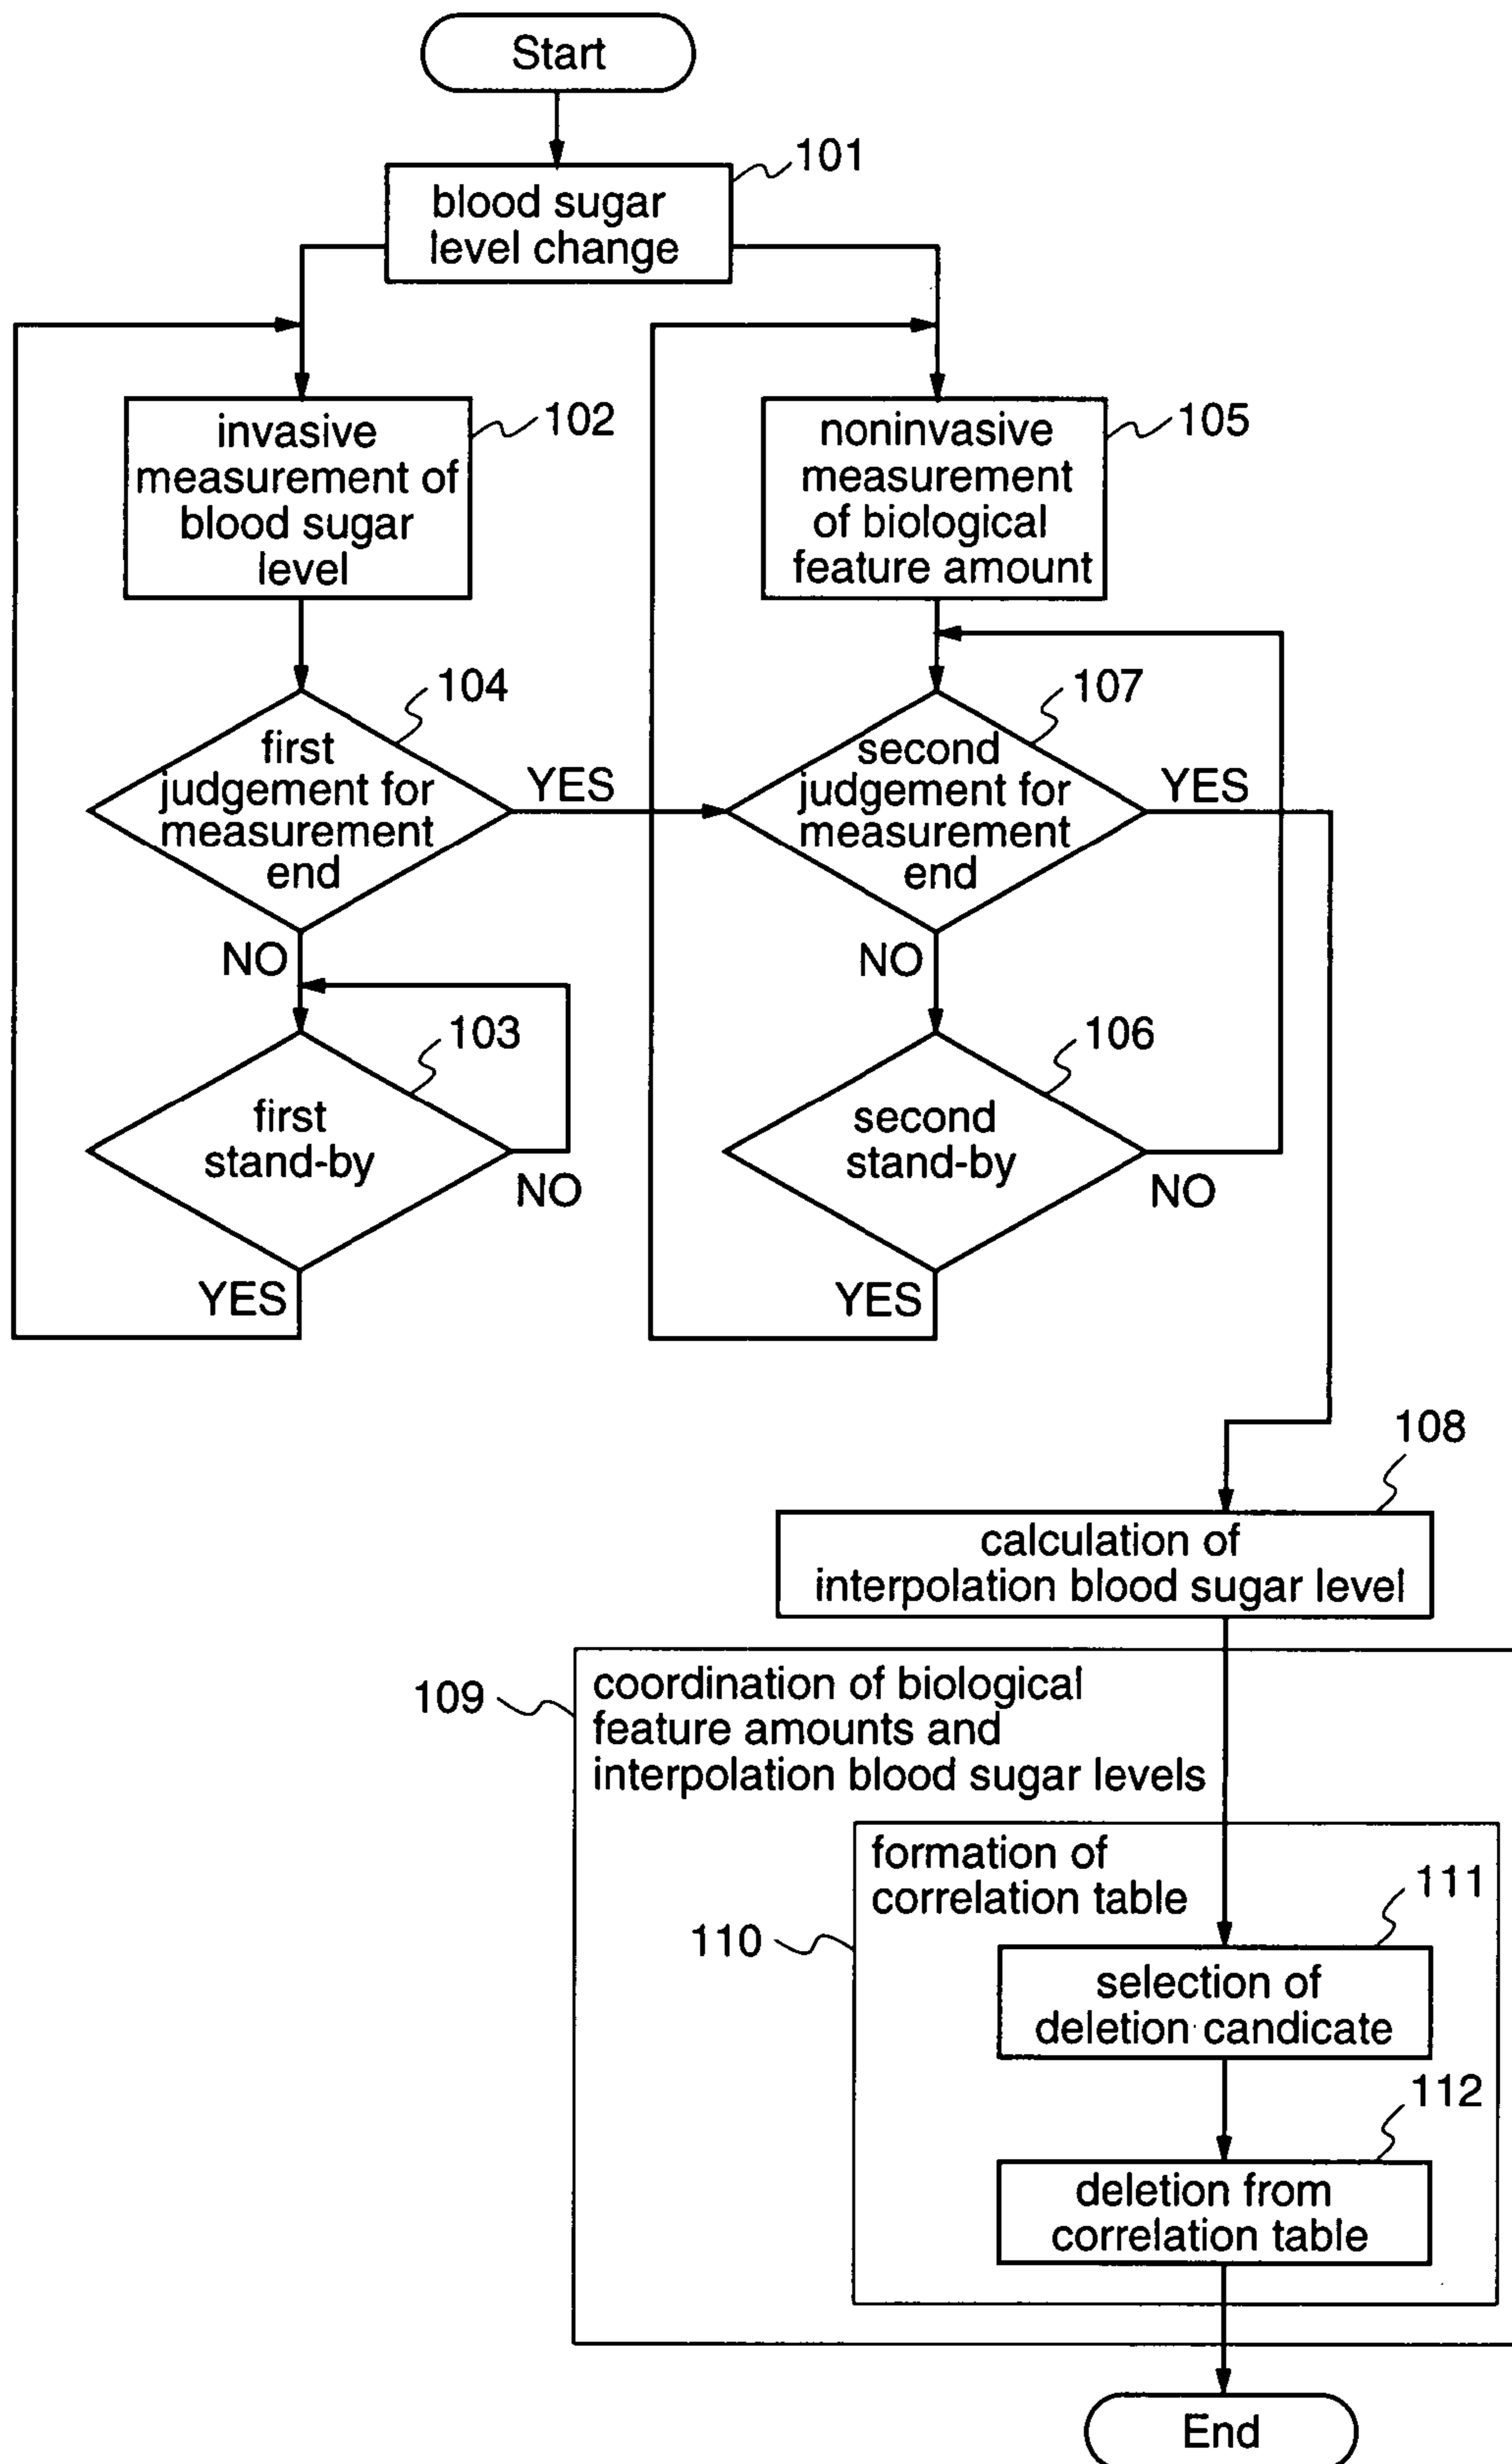 Start
101
blood sugar
level change
102
invasive
measurement of
blood sugar
level
105
noninvasive
measurement
of biological
feature amount
104
first
judgement for
measurement
end
YES
NO
107
second
judgement for
measurement
end
YES
NO
103
first
stand-by
NO
YES
106
second
stand-by
NO
YES
108
calculation of
interpolation blood sugar level
109
coordination of biological
feature amounts and
interpolation blood sugar levels
110
formation of
correlation table
111
selection of
deletion candicate
112
deletion from
correlation table
End